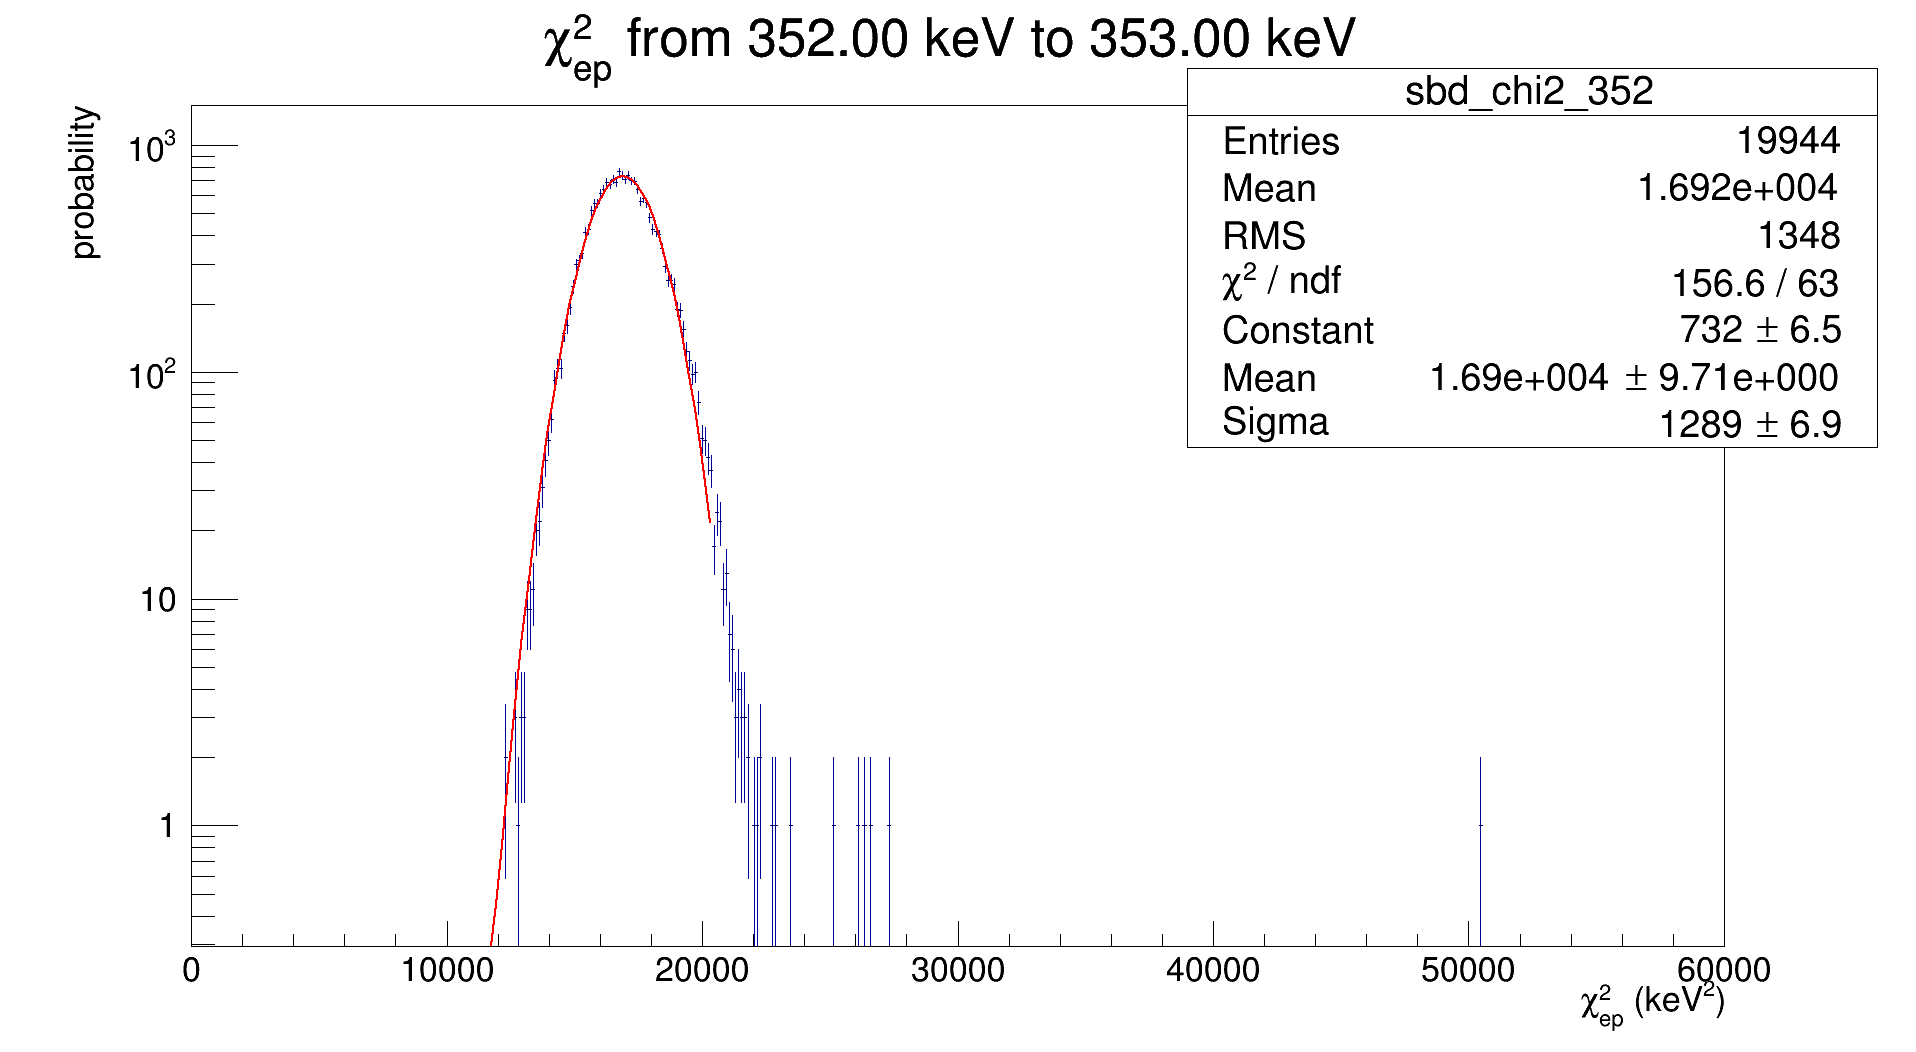 χ²ep from 352.00 keV to 353.00 keV
sbd_chi2_352
Entries 19944
Mean 1.692e+004
RMS 1348
χ² / ndf 156.6 / 63
Constant 732 ± 6.5
Mean 1.69e+004 ± 9.71e+000
Sigma 1289 ± 6.9
probability
10³
10²
10
1
0 10000 20000 30000 40000 50000 60000
χ²ep (keV²)